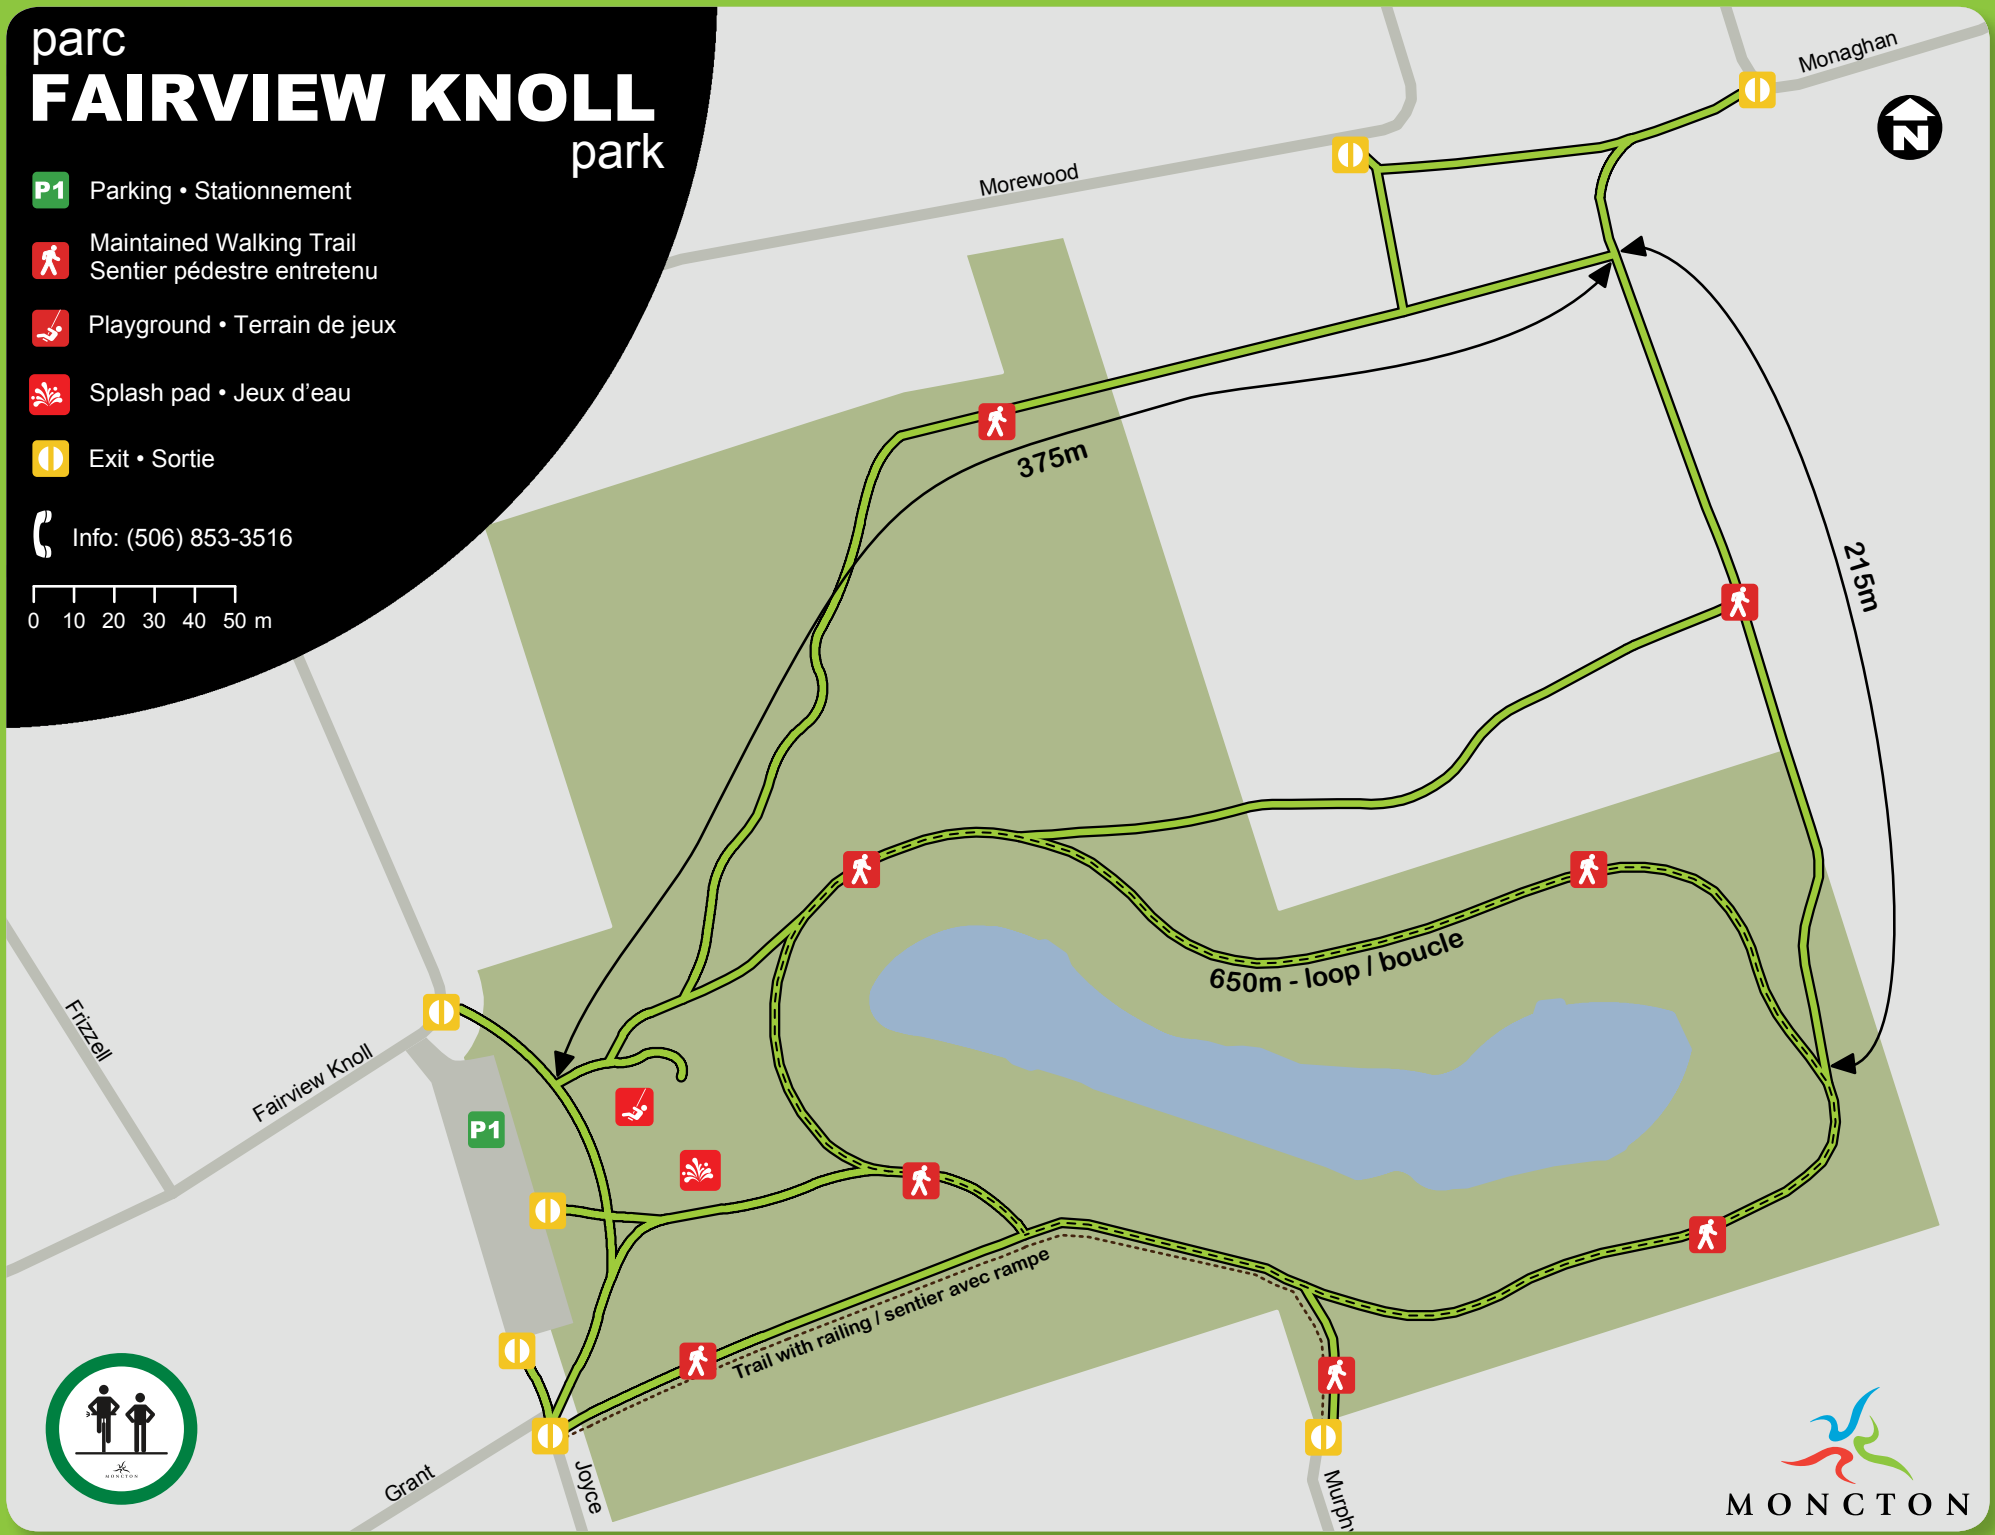 parc
FAIRVIEW KNOLL
park
P1 Parking • Stationnement
Maintained Walking Trail
Sentier pédestre entretenu
Playground • Terrain de jeux
Splash pad • Jeux d'eau
Exit • Sortie
Info: (506) 853-3516
0 10 20 30 40 50 m
Monaghan
N
Morewood
375m
215m
650m - loop / boucle
Frizzell
Fairview Knoll
P1
Trail with railing / sentier avec rampe
Grant
Joyce
Murphy
MONCTON
MONCTON